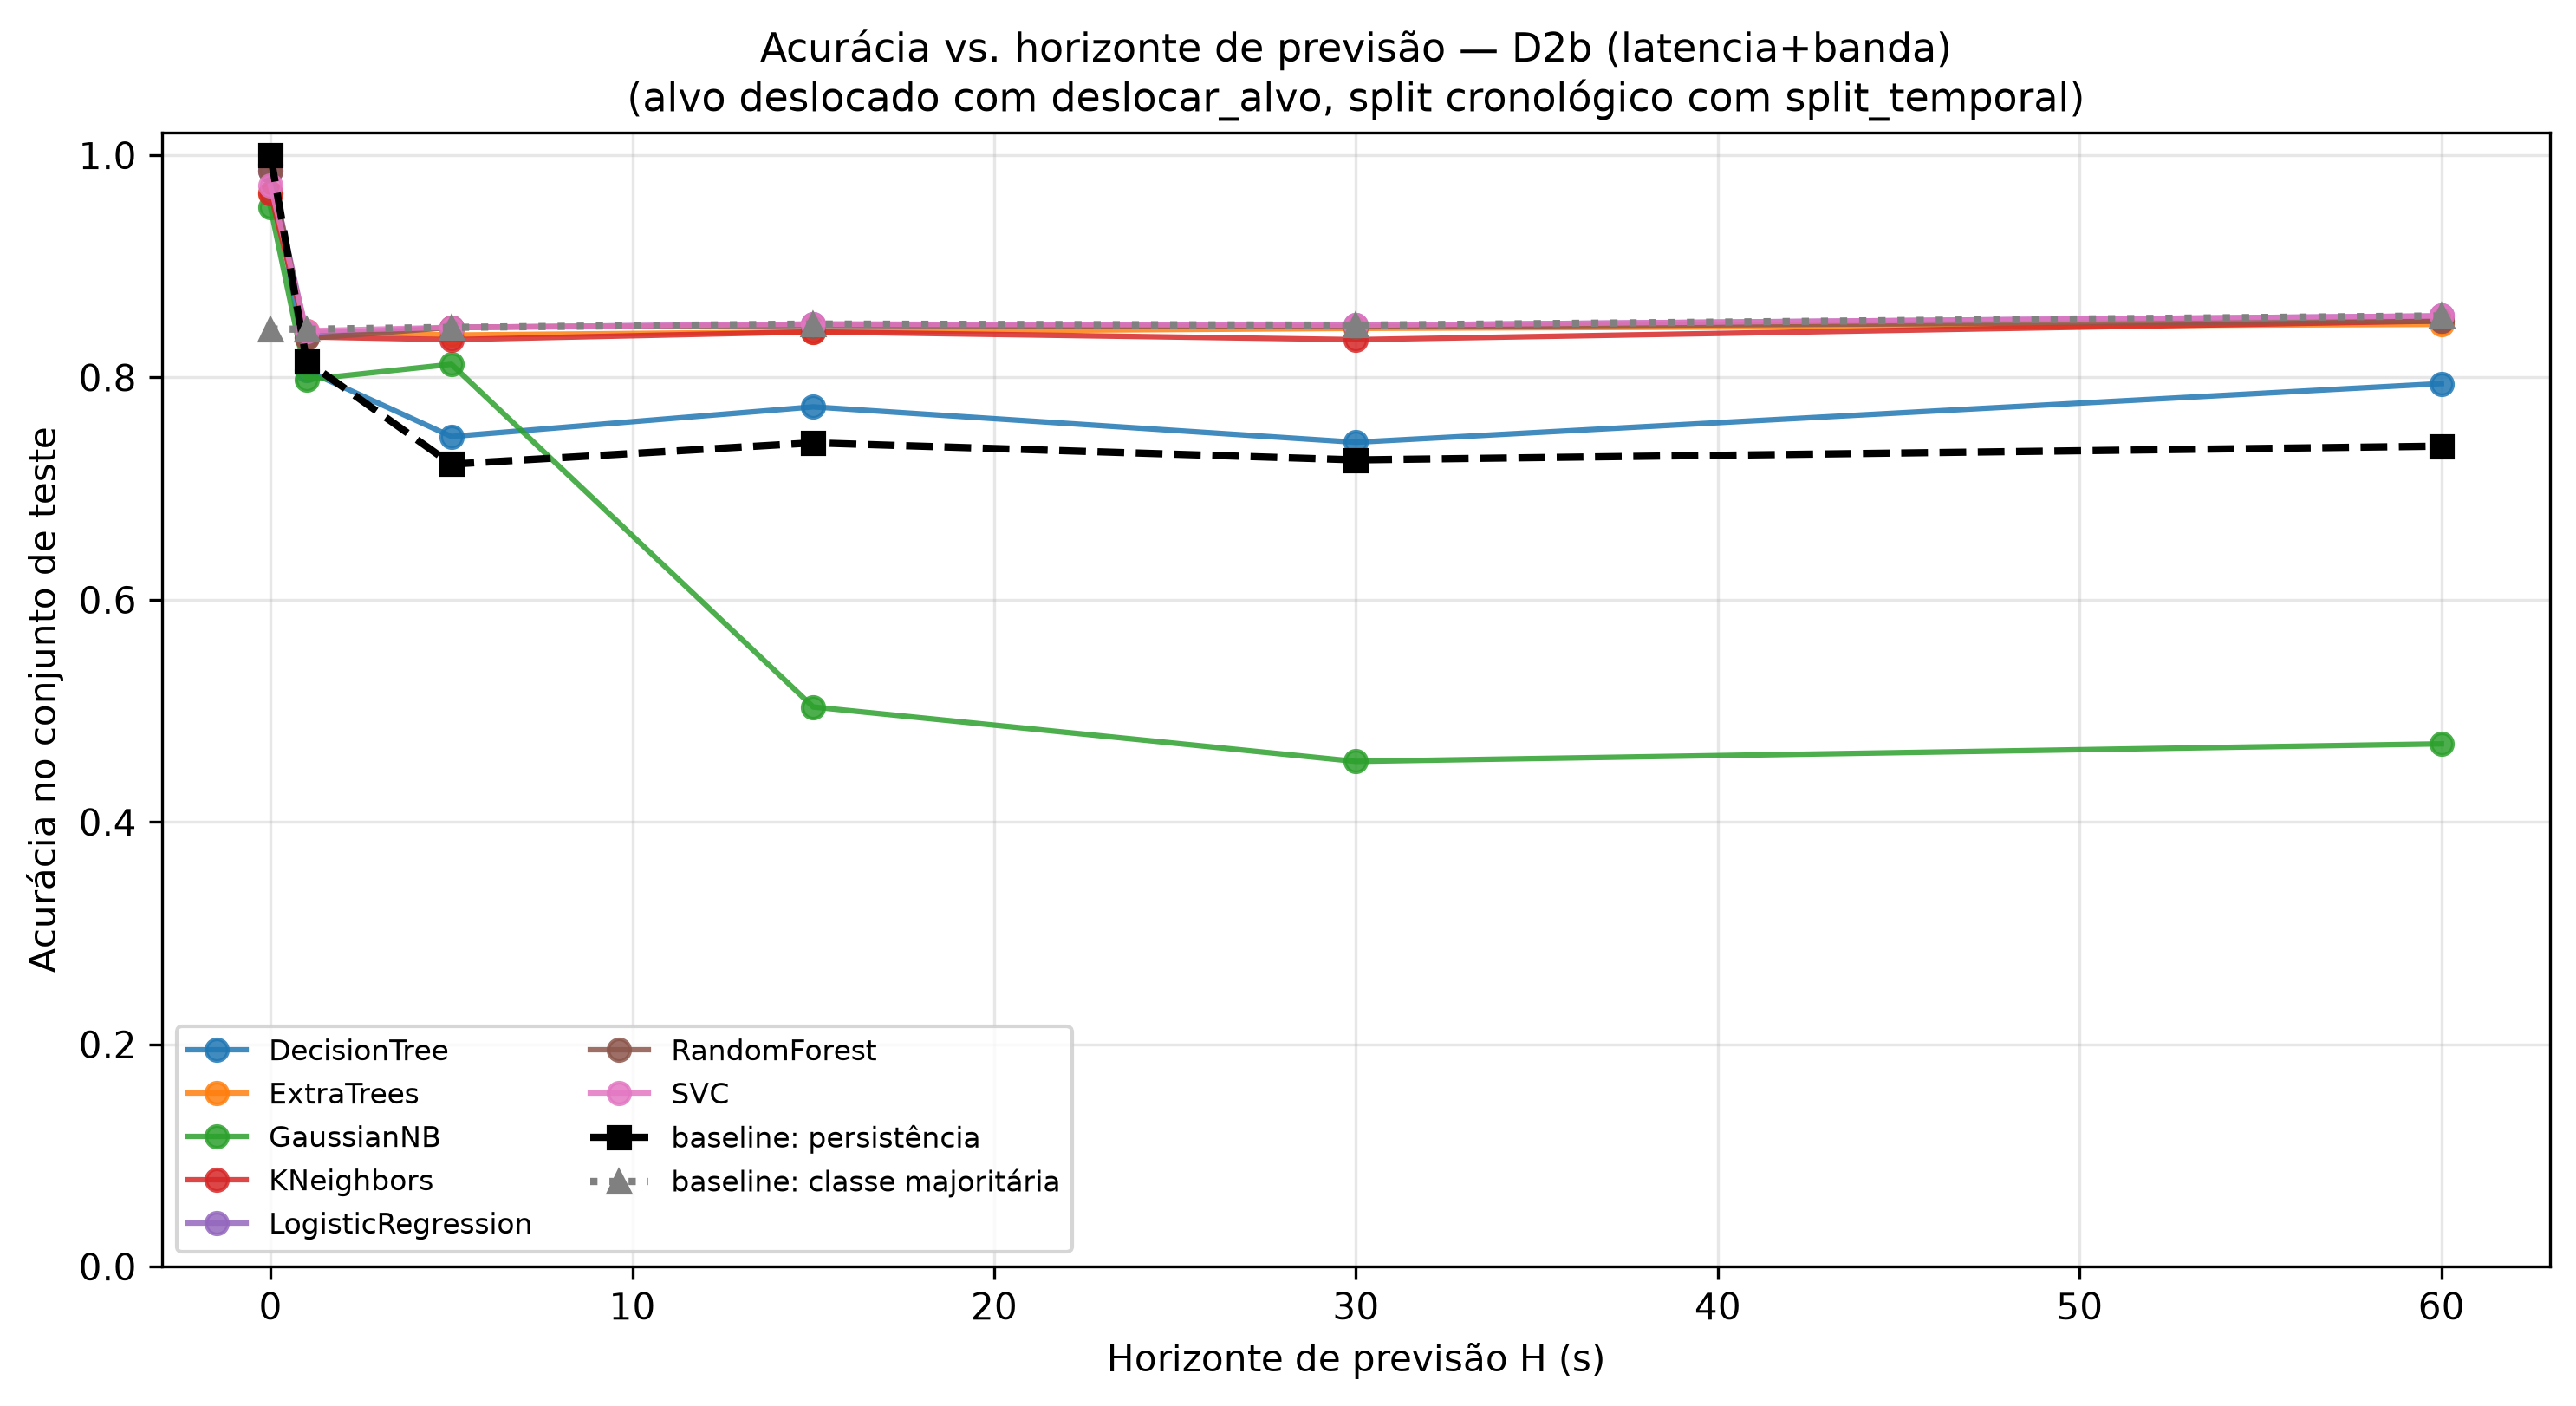 Acurácia vs. horizonte de previsão — D2b (latencia+banda)
(alvo deslocado com deslocar_alvo, split cronológico com split_temporal)
Acurácia no conjunto de teste
1.0
0.8
0.6
0.4
0.2
0.0
DecisionTree
ExtraTrees
GaussianNB
KNeighbors
LogisticRegression
RandomForest
SVC
baseline: persistência
baseline: classe majoritária
0 10 20 30 40 50 60
Horizonte de previsão H (s)